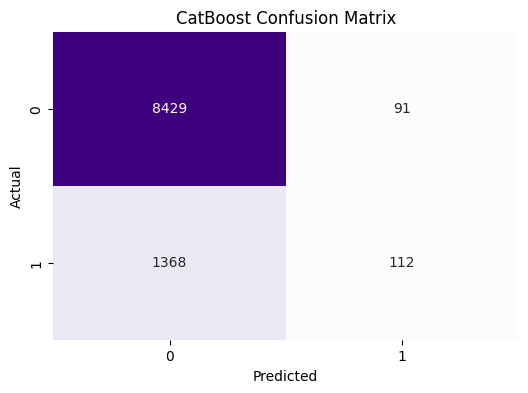 CatBoost Confusion Matrix
Actual
0
8429
91
1
1368
112
0
1
Predicted